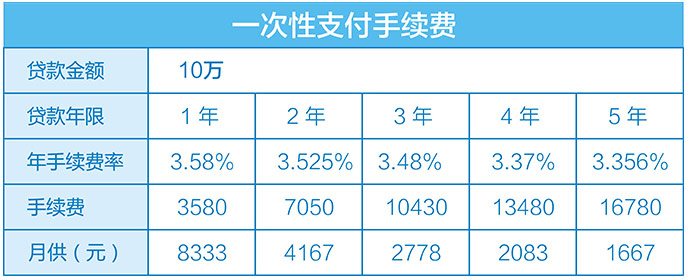 一次性支付手续费
贷款金额 10万
贷款年限 1 年 2 年 3 年 4 年 5 年
年手续费率 3.58% 3.525% 3.48% 3.37% 3.356%
手续费 3580 7050 10430 13480 16780
月供（元） 8333 4167 2778 2083 1667